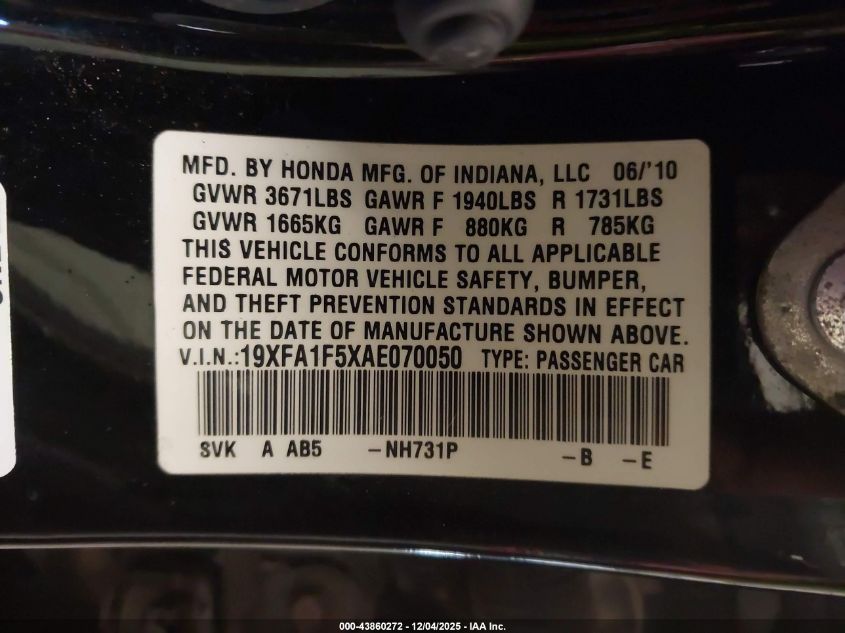 MFD. BY HONDA MFG. OF INDIANA, LLC 06/'10
GVWR 3671LBS GAWR F 1940LBS R 1731LBS
GVWR 1665KG GAWR F 880KG R 785KG
THIS VEHICLE CONFORMS TO ALL APPLICABLE
FEDERAL MOTOR VEHICLE SAFETY, BUMPER,
AND THEFT PREVENTION STANDARDS IN EFFECT
ON THE DATE OF MANUFACTURE SHOWN ABOVE.
V.I.N.:19XFA1F5XAE070050 TYPE: PASSENGER CAR
SVK A AB5 -NH731P -B -E
000-43860272 - 12/04/2025 - IAA Inc.